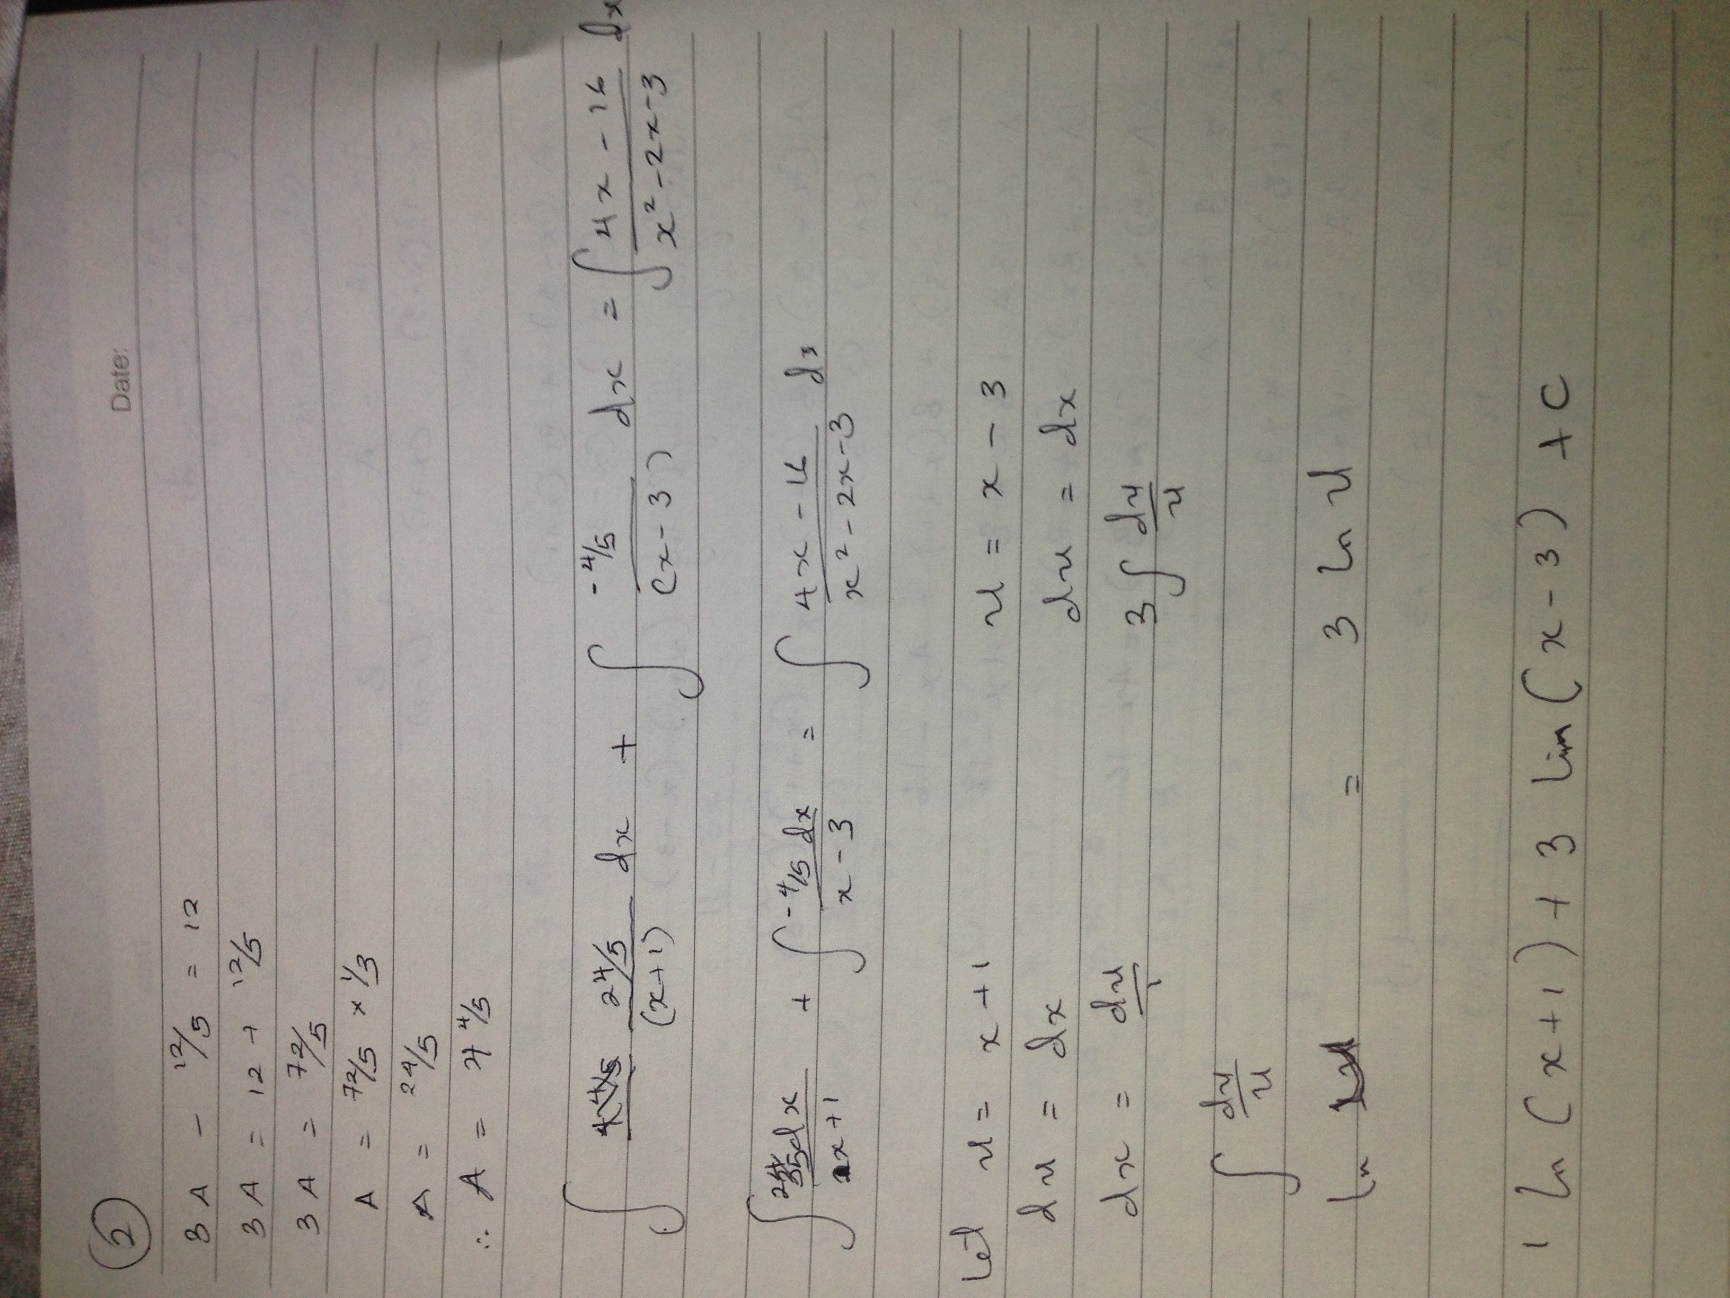 Date:
2
3A - 12/5 = 12
3A = 12 + 12/5
3A = 72/5
A = 72/5 × 1/3
A = 24/5
∴ A = 4 4/5
∫ 24/5/(x+1) dx + ∫ -4/5/(x-3) dx = ∫ 4x-16/x²-2x-3 dx
∫ dx/x+1 + ∫ -4/5 dx/x-3 = ∫ 4x-16/x²-2x-3 dx
Let u = x+1 u = x-3
du = dx du = dx
dx = du/1 3∫ du/u
∫ du/u
ln = 3 ln u
1 ln(x+1) + 3 lin(x-3) + C